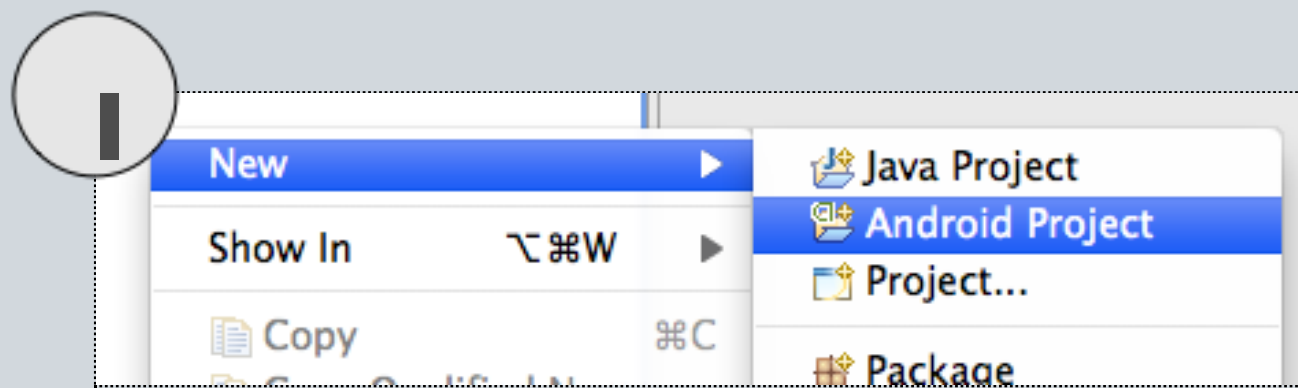 New
Show In ⌥⌘W
Copy ⌘C
Java Project
Android Project
Project...
Package